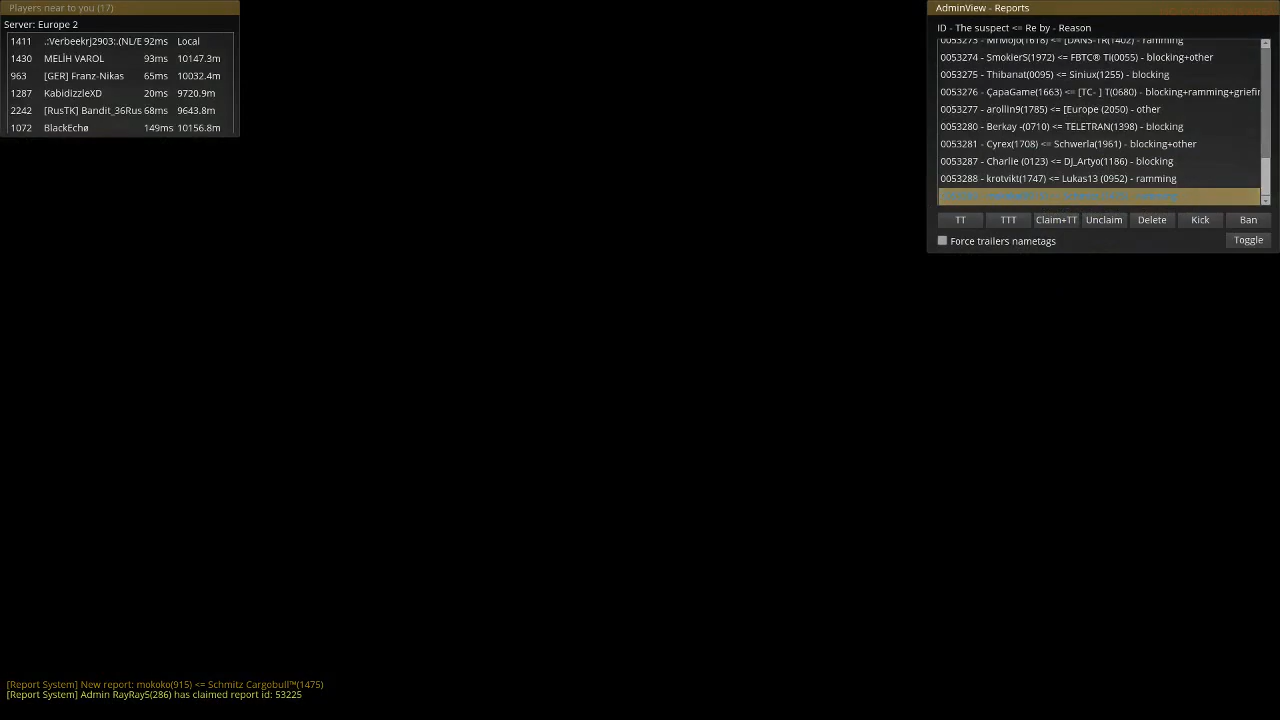 Players near to you (17)
Server: Europe 2
1411 .:Verbeekrj2903:.(NL/E 92ms Local
1430 MELİH VAROL 93ms 10147.3m
963 [GER] Franz-Nikas 65ms 10032.4m
1287 KabidizzleXD 20ms 9720.9m
2242 [RusTK] Bandit_36Rus 68ms 9643.8m
1072 BlackEchø 149ms 10156.8m
AdminView - Reports
ID - The suspect <= Re by - Reason
0053273 - MrMojo(1618) <= [DANS-TR(1402) - ramming
0053274 - SmokierS(1972) <= FBTC® Ti(0055) - blocking+other
0053275 - Thibanat(0095) <= Siniux(1255) - blocking
0053276 - ÇapaGame(1663) <= [TC- ] T(0680) - blocking+ramming+griefin
0053277 - arollin9(1785) <= [Europe (2050) - other
0053280 - Berkay -(0710) <= TELETRAN(1398) - blocking
0053281 - Cyrex(1708) <= Schwerla(1961) - blocking+other
0053287 - Charlie (0123) <= DJ_Artyo(1186) - blocking
0053288 - krotvikt(1747) <= Lukas13 (0952) - ramming
TT TTT Claim+TT Unclaim Delete Kick Ban
Force trailers nametags Toggle
[Report System] New report: mokoko(915) <= Schmitz Cargobull™(1475)
[Report System] Admin RayRay5(286) has claimed report id: 53225